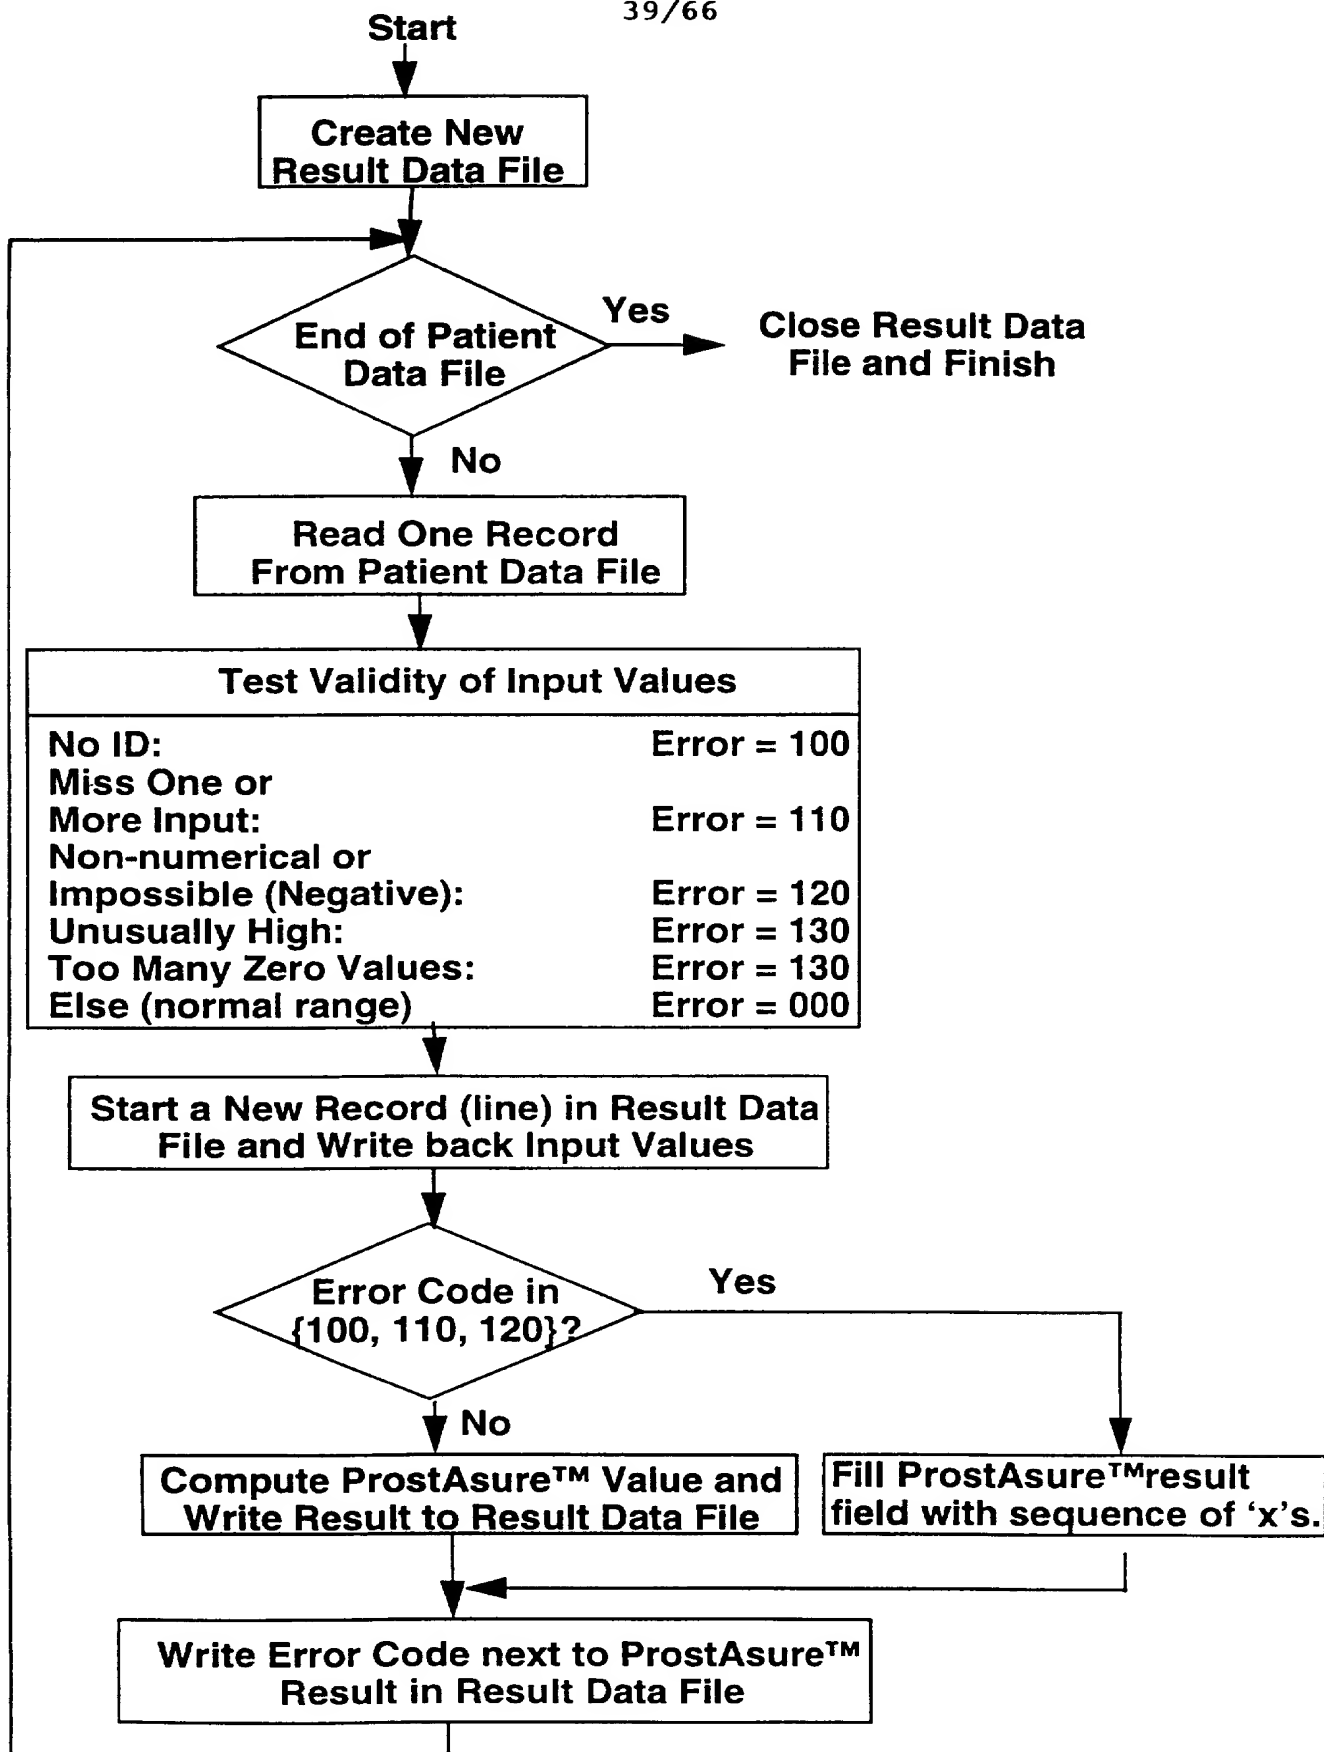 39/66
Start
Create New
Result Data File
End of Patient
Data File
Yes
Close Result Data
File and Finish
No
Read One Record
From Patient Data File
Test Validity of Input Values
No ID: Error = 100
Miss One or
More Input: Error = 110
Non-numerical or
Impossible (Negative): Error = 120
Unusually High: Error = 130
Too Many Zero Values: Error = 130
Else (normal range) Error = 000
Start a New Record (line) in Result Data
File and Write back Input Values
Error Code in
{100, 110, 120}?
Yes
No
Compute ProstAsure™ Value and
Write Result to Result Data File
Fill ProstAsure™result
field with sequence of ‘x’s.
Write Error Code next to ProstAsure™
Result in Result Data File